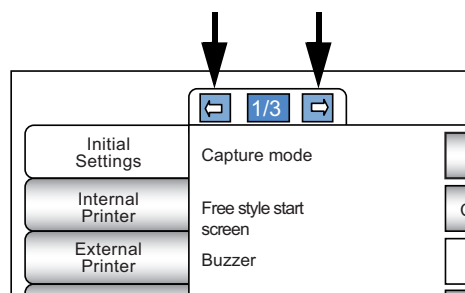 1/3
Initial
Settings
Capture mode
Internal
Printer
Free style start
screen
External
Printer
Buzzer